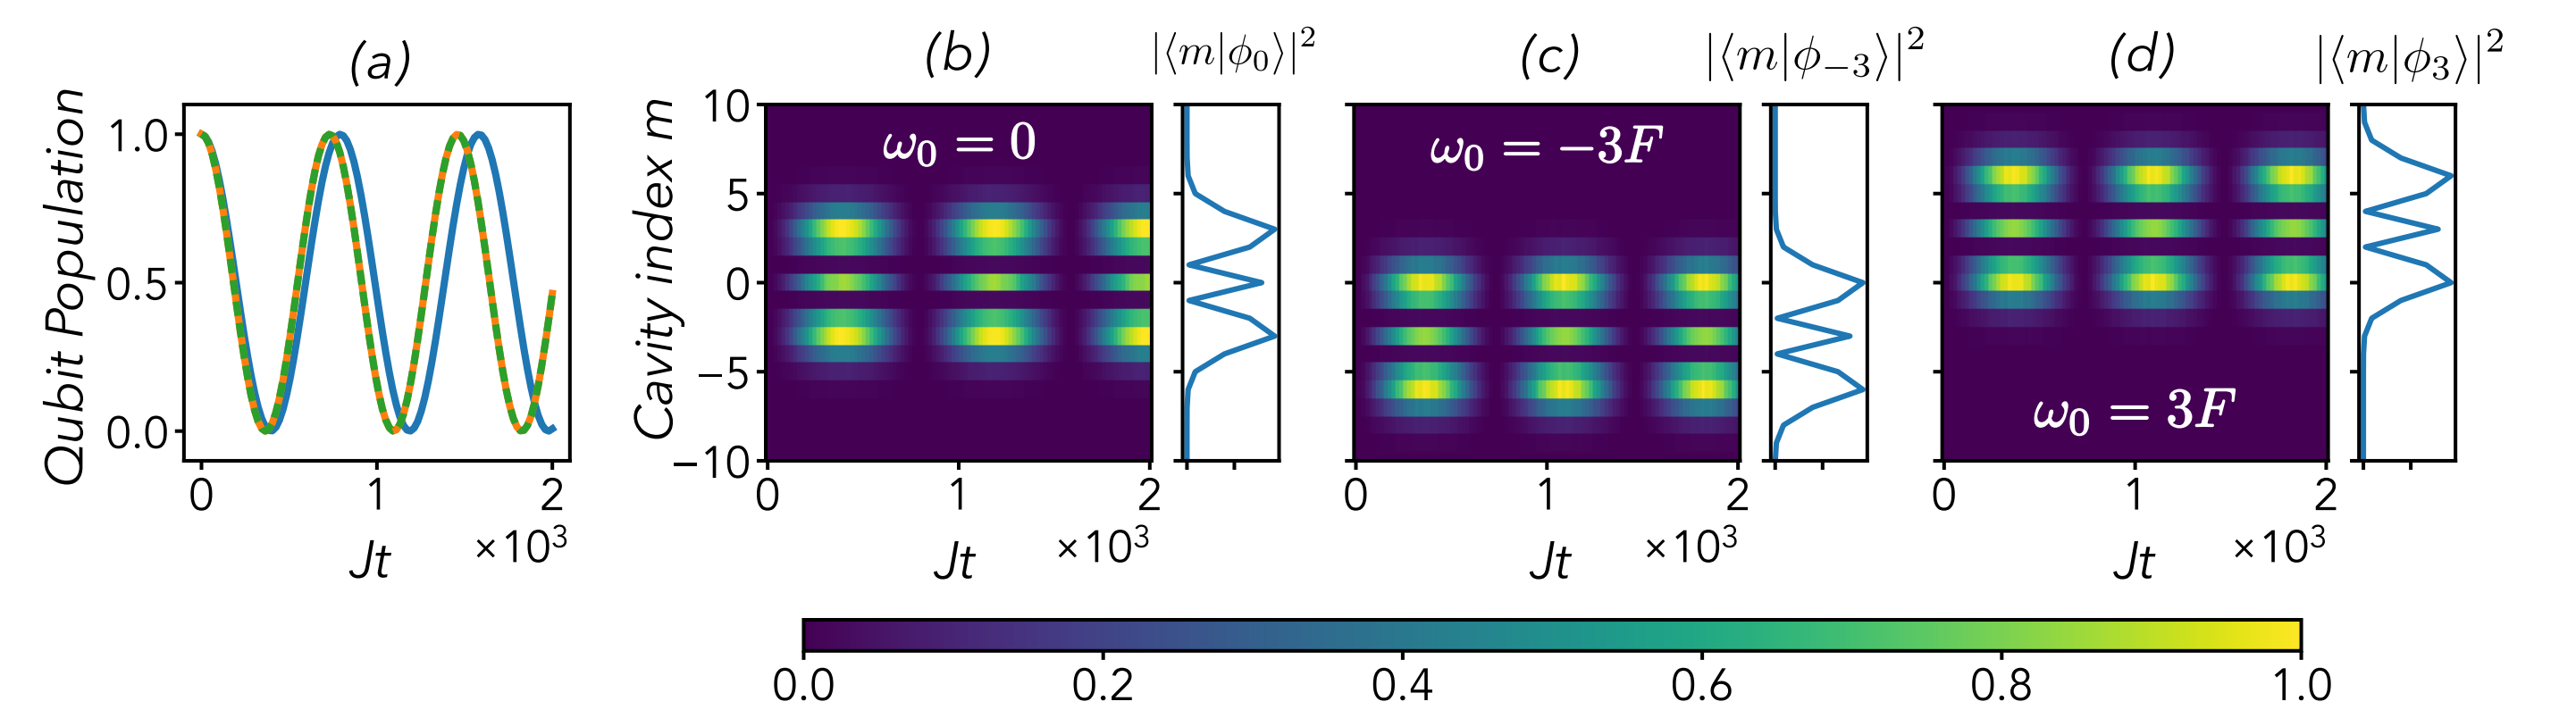 (a)
Qubit Population
1.0
0.5
0.0
0 1 2
×10³
Jt
(b)
|⟨m|ϕ₀⟩|²
Cavity index m
10
5
0
−5
−10
ω₀ = 0
0 1 2
×10³
Jt
(c)
|⟨m|ϕ₋₃⟩|²
ω₀ = −3F
0 1 2
×10³
Jt
(d)
|⟨m|ϕ₃⟩|²
ω₀ = 3F
0 1 2
×10³
Jt
0.0 0.2 0.4 0.6 0.8 1.0